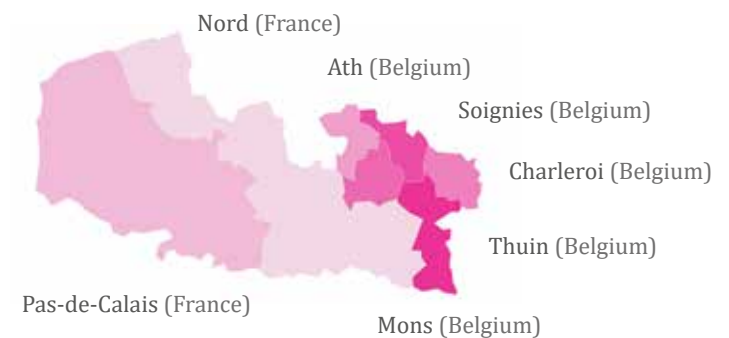 Nord (France)
Ath (Belgium)
Soignies (Belgium)
Charleroi (Belgium)
Thuin (Belgium)
Pas-de-Calais (France)
Mons (Belgium)